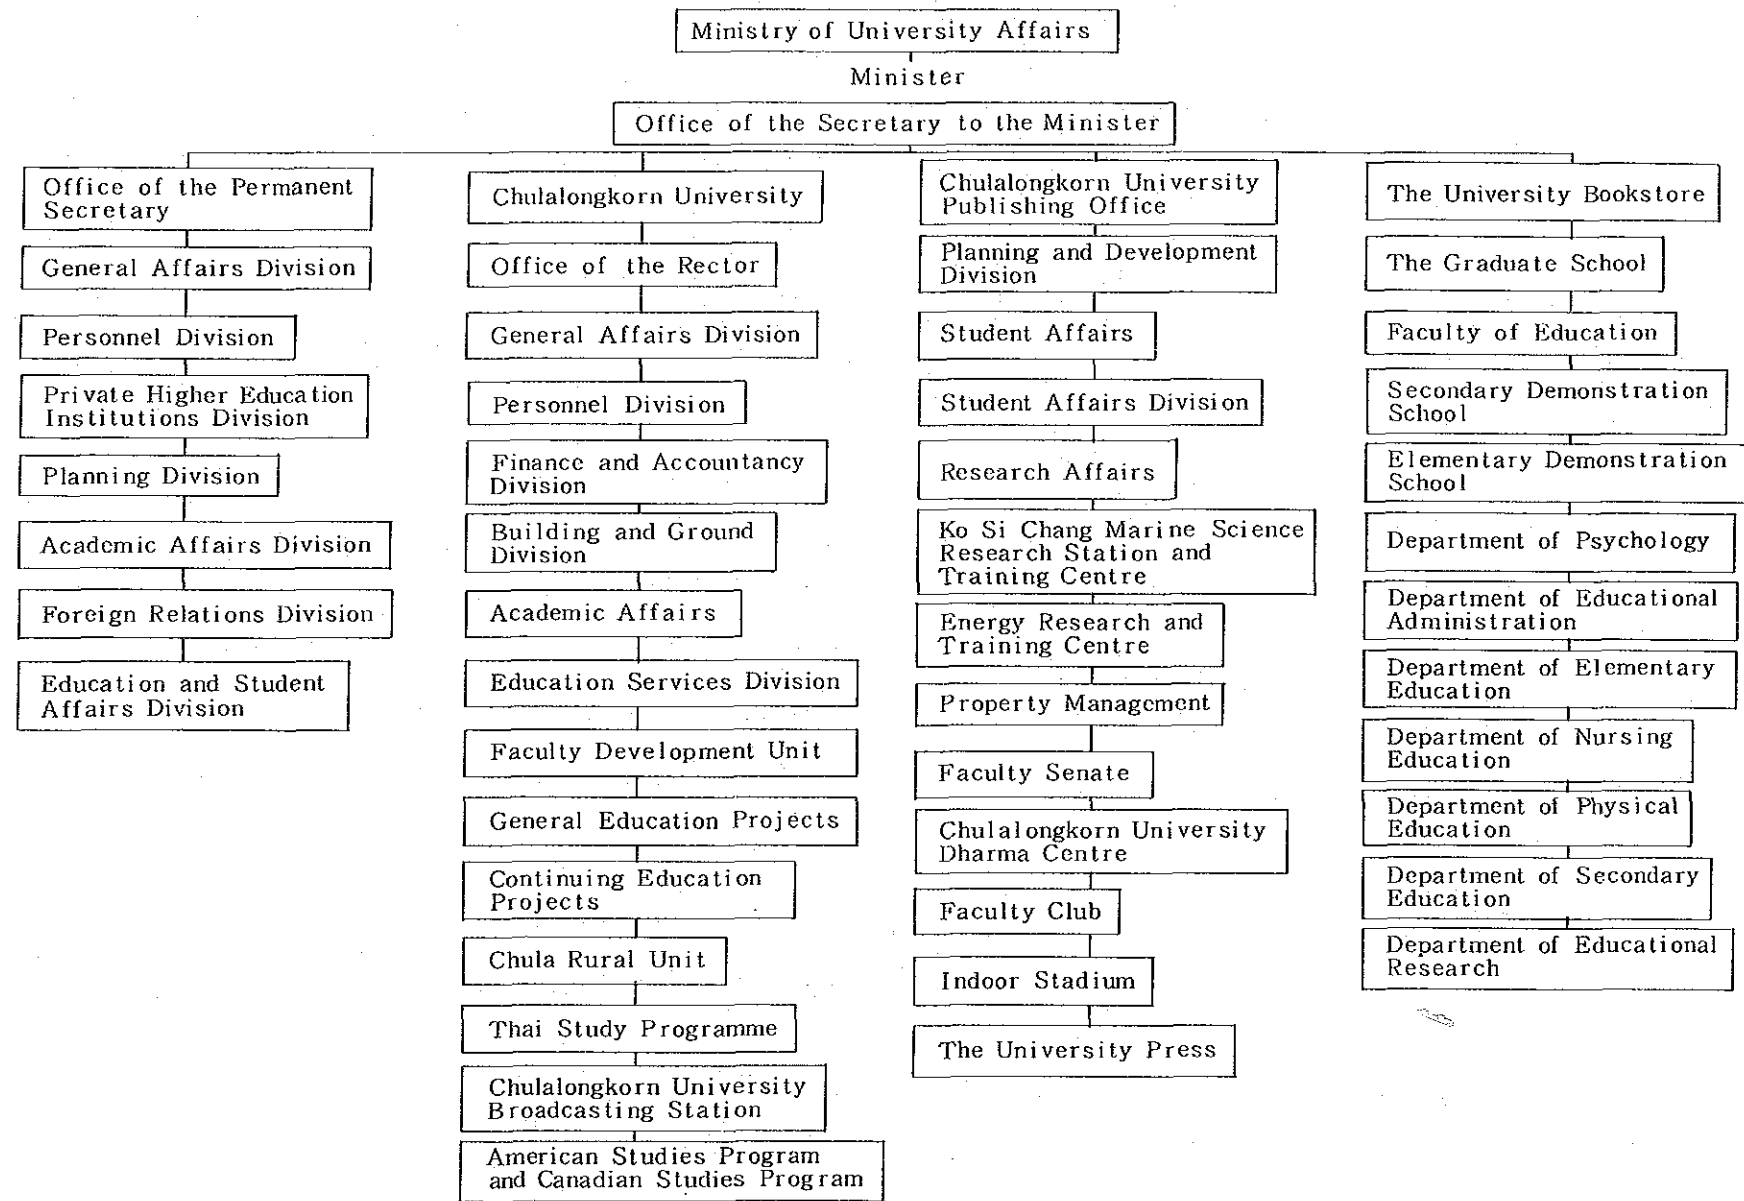 Ministry of University Affairs
Minister
Office of the Secretary to the Minister
Office of the Permanent
Secretary
General Affairs Division
Personnel Division
Private Higher Education
Institutions Division
Planning Division
Academic Affairs Division
Foreign Relations Division
Education and Student
Affairs Division
Chulalongkorn University
Office of the Rector
General Affairs Division
Personnel Division
Finance and Accountancy
Division
Building and Ground
Division
Academic Affairs
Education Services Division
Faculty Development Unit
General Education Projects
Continuing Education
Projects
Chula Rural Unit
Thai Study Programme
Chulalongkorn University
Broadcasting Station
American Studies Program
and Canadian Studies Program
Chulalongkorn University
Publishing Office
Planning and Development
Division
Student Affairs
Student Affairs Division
Research Affairs
Ko Si Chang Marine Science
Research Station and
Training Centre
Energy Research and
Training Centre
Property Management
Faculty Senate
Chulalongkorn University
Dharma Centre
Faculty Club
Indoor Stadium
The University Press
The University Bookstore
The Graduate School
Faculty of Education
Secondary Demonstration
School
Elementary Demonstration
School
Department of Psychology
Department of Educational
Administration
Department of Elementary
Education
Department of Nursing
Education
Department of Physical
Education
Department of Secondary
Education
Department of Educational
Research